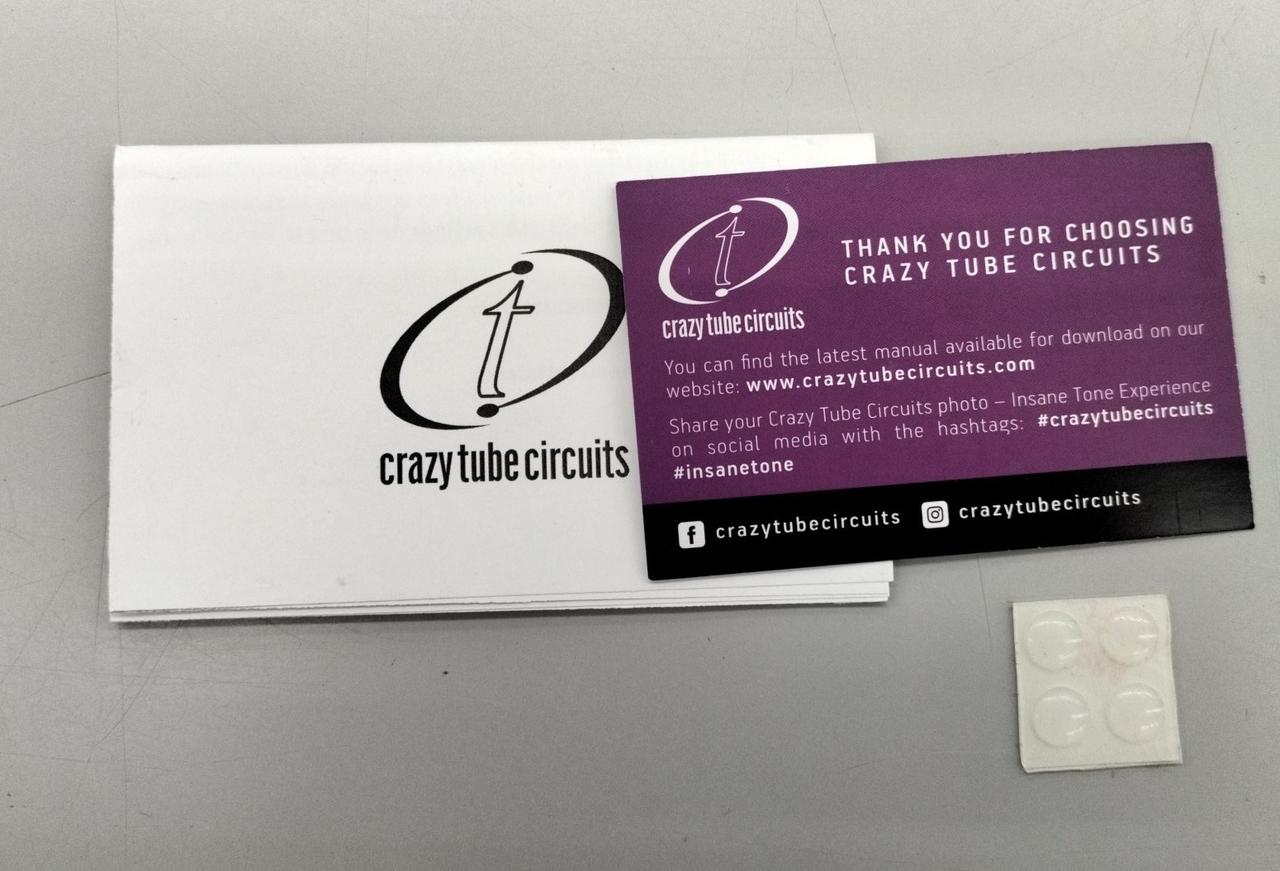 t
crazy tube circuits
t
crazy tube circuits
THANK YOU FOR CHOOSING
CRAZY TUBE CIRCUITS
You can find the latest manual available for download on our
website: www.crazytubecircuits.com
Share your Crazy Tube Circuits photo – Insane Tone Experience
on social media with the hashtags: #crazytubecircuits
#insanetone
f crazytubecircuits crazytubecircuits